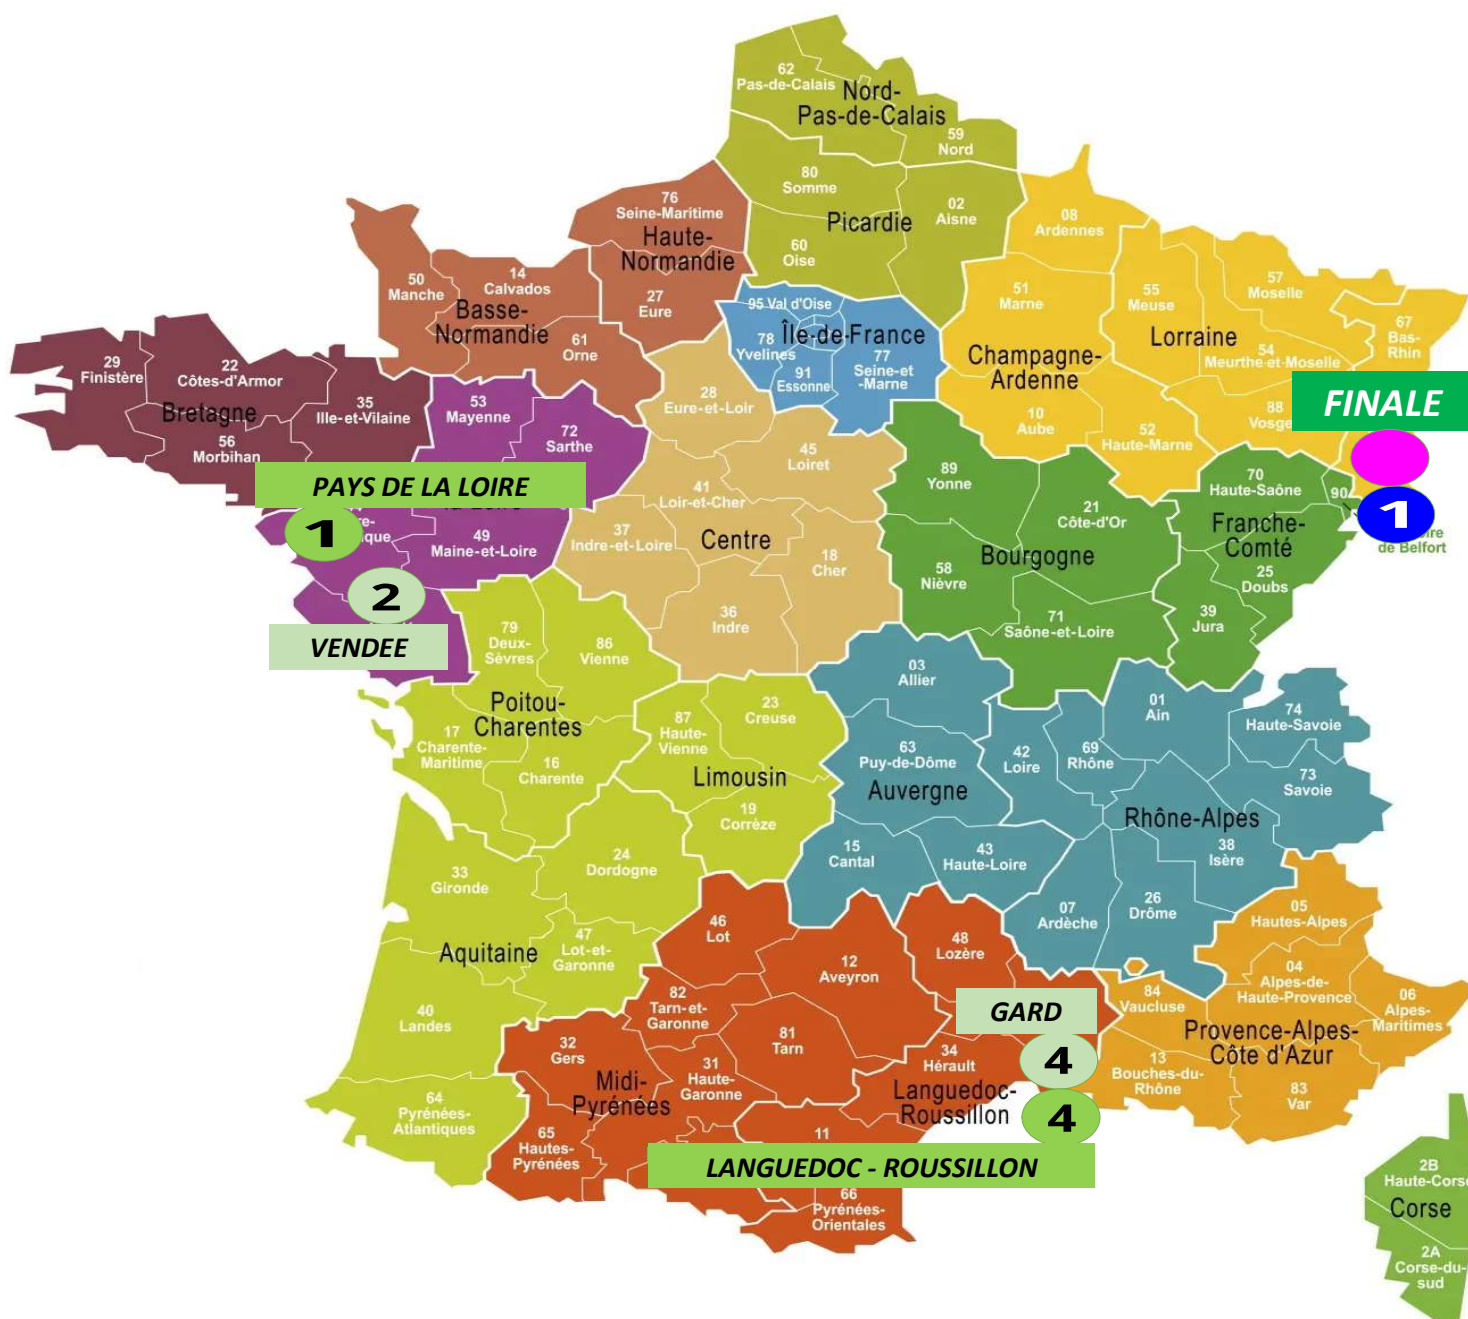 62
Pas-de-Calais
Nord-
Pas-de-Calais
59
Nord
80
Somme
02
Aisne
Picardie
60
Oise
76
Seine-Maritime
Haute-
Normandie
27
Eure
14
Calvados
50
Manche
Basse-
Normandie
61
Orne
08
Ardennes
51
Marne
55
Meuse
57
Moselle
Lorraine
54
Meurthe-et-Moselle
67
Bas-
Rhin
Champagne-
Ardenne
10
Aube
52
Haute-Marne
88
FINALE
95 Val d'Oise
Île-de-France
78
Yvelines
91
Essonne
77
Seine-et
-Marne
29
Finistère
22
Côtes-d'Armor
Bretagne
35
Ille-et-Vilaine
56
Morbihan
53
Mayenne
72
Sarthe
PAYS DE LA LOIRE
1
49
Maine-et-Loire
2
VENDEE
28
Eure-et-Loir
45
Loiret
41
Loir-et-Cher
37
Indre-et-Loire
Centre
18
Cher
36
Indre
89
Yonne
21
Côte-d'Or
Bourgogne
58
Nièvre
71
Saône-et-Loire
70
Haute-Saône
90
1
de Belfort
Franche-
Comté
25
Doubs
39
Jura
79
Deux-
Sèvres
86
Vienne
Poitou-
Charentes
17
Charente-
Maritime
16
Charente
87
Haute-
Vienne
23
Creuse
Limousin
19
Corrèze
03
Allier
63
Puy-de-Dôme
Auvergne
15
Cantal
43
Haute-Loire
42
Loire
69
Rhône
01
Ain
74
Haute-Savoie
73
Savoie
Rhône-Alpes
38
Isère
07
Ardèche
26
Drôme
33
Gironde
24
Dordogne
Aquitaine
47
Lot-et-
Garonne
40
Landes
64
Pyrénées-
Atlantiques
46
Lot
12
Aveyron
82
Tarn-et-
Garonne
81
Tarn
32
Gers
31
Haute-
Garonne
Midi-
Pyrénées
65
Hautes-
Pyrénées
48
Lozère
GARD
4
34
Hérault
Languedoc-
Roussillon
4
11
LANGUEDOC - ROUSSILLON
66
Pyrénées-
Orientales
05
Hautes-Alpes
04
Alpes-de-
Haute-Provence
06
Alpes-
Maritimes
84
Vaucluse
Provence-Alpes-
Côte d'Azur
13
Bouches-du-
Rhône
83
Var
2B
Haute-Corse
Corse
2A
Corse-du-
sud